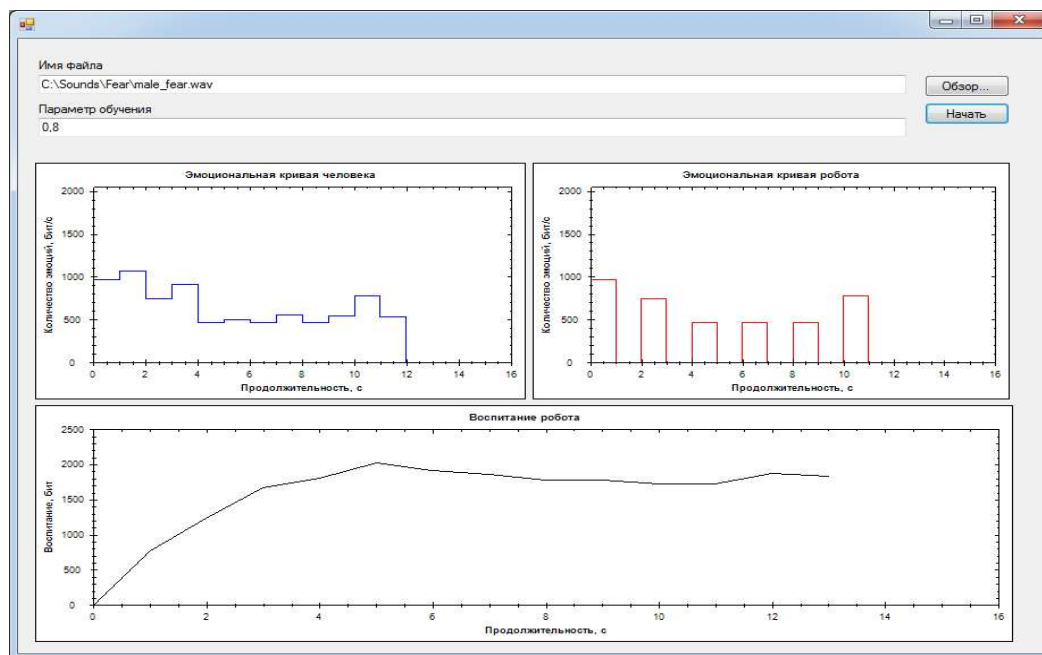 Имя файла
C:\Sounds\Fear\male_fear.wav
Обзор...
Параметр обучения
0,8
Начать
Эмоциональная кривая человека
Количество эмоций, бит/с
2000
1500
1000
500
0
0 2 4 6 8 10 12 14 16
Продолжительность, с
Эмоциональная кривая робота
Количество эмоций, бит/с
2000
1500
1000
500
0
0 2 4 6 8 10 12 14 16
Продолжительность, с
Воспитание робота
Воспитание, бит
2500
2000
1500
1000
500
0
0 2 4 6 8 10 12 14 16
Продолжительность, с